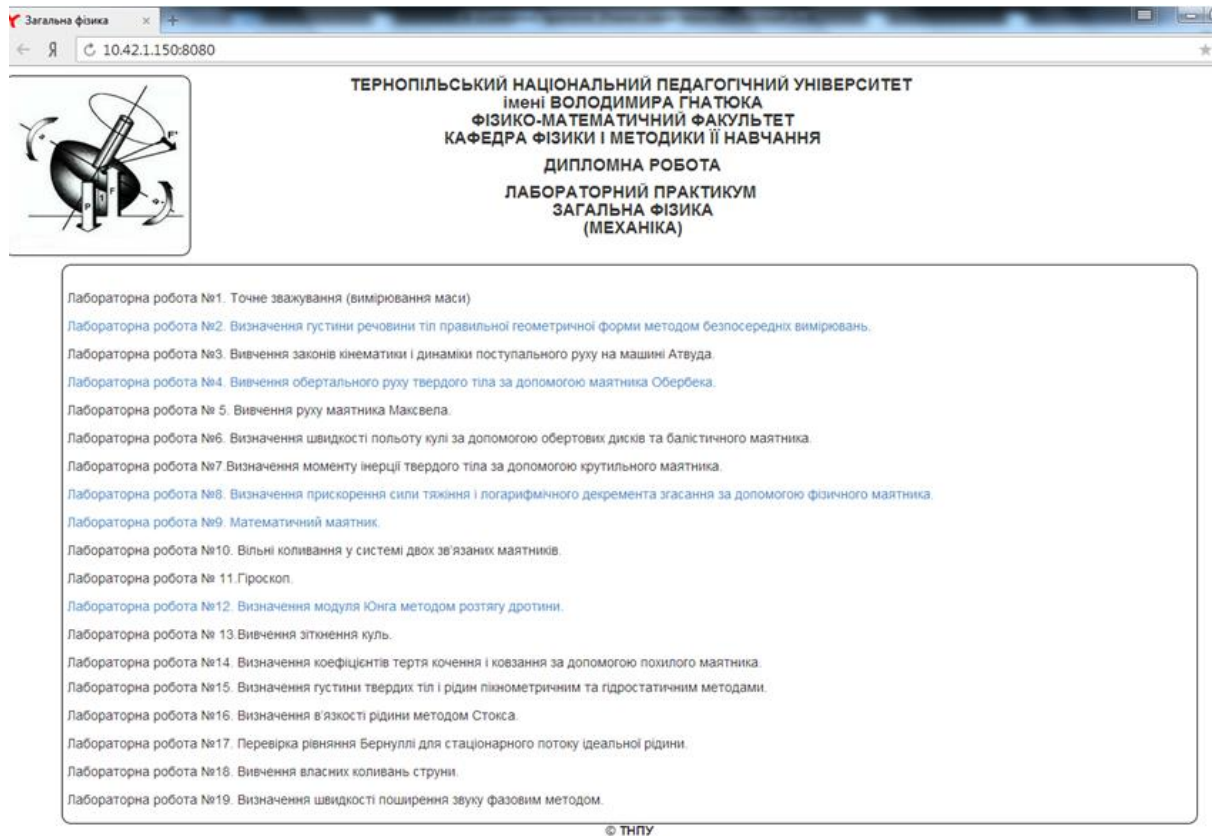 Загальна фізика
Я
10.42.1.150:8080
ТЕРНОПІЛЬСЬКИЙ НАЦІОНАЛЬНИЙ ПЕДАГОГІЧНИЙ УНІВЕРСИТЕТ
імені ВОЛОДИМИРА ГНАТЮКА
ФІЗИКО-МАТЕМАТИЧНИЙ ФАКУЛЬТЕТ
КАФЕДРА ФІЗИКИ І МЕТОДИКИ ЇЇ НАВЧАННЯ
ДИПЛОМНА РОБОТА
ЛАБОРАТОРНИЙ ПРАКТИКУМ
ЗАГАЛЬНА ФІЗИКА
(МЕХАНІКА)
F'
F
P
1
Лабораторна робота №1. Точне зважування (вимірювання маси)
Лабораторна робота №2. Визначення густини речовини тіл правильної геометричної форми методом безпосередніх вимірювань.
Лабораторна робота №3. Вивчення законів кінематики і динаміки поступального руху на машині Атвуда.
Лабораторна робота №4. Вивчення обертального руху твердого тіла за допомогою маятника Обербека.
Лабораторна робота № 5. Вивчення руху маятника Максвела.
Лабораторна робота №6. Визначення швидкості польоту кулі за допомогою обертових дисків та балістичного маятника.
Лабораторна робота №7.Визначення моменту інерції твердого тіла за допомогою крутильного маятника.
Лабораторна робота №8. Визначення прискорення сили тяжіння і логарифмічного декремента згасання за допомогою фізичного маятника.
Лабораторна робота №9. Математичний маятник.
Лабораторна робота №10. Вільні коливання у системі двох зв'язаних маятників.
Лабораторна робота № 11.Гіроскоп.
Лабораторна робота №12. Визначення модуля Юнга методом розтягу дротини.
Лабораторна робота № 13.Вивчення зіткнення куль.
Лабораторна робота №14. Визначення коефіцієнтів тертя кочення і ковзання за допомогою похилого маятника.
Лабораторна робота №15. Визначення густини твердих тіл і рідин пікнометричним та гідростатичним методами.
Лабораторна робота №16. Визначення в'язкості рідини методом Стокса.
Лабораторна робота №17. Перевірка рівняння Бернуллі для стаціонарного потоку ідеальної рідини.
Лабораторна робота №18. Вивчення власних коливань струни.
Лабораторна робота №19. Визначення швидкості поширення звуку фазовим методом.
© ТНПУ